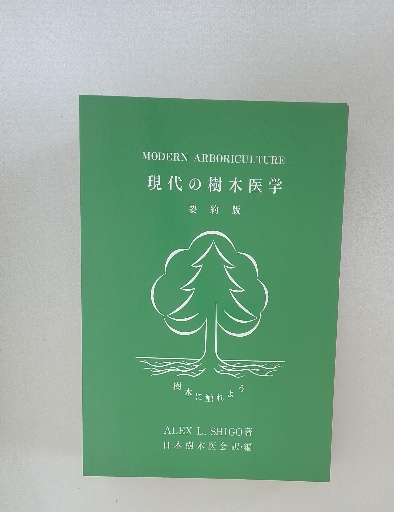 MODERN ARBORICULTURE
現代の樹木医学
要約版
樹木に触れよう
ALEX L. SHIGO著
日本樹木医会訳・編